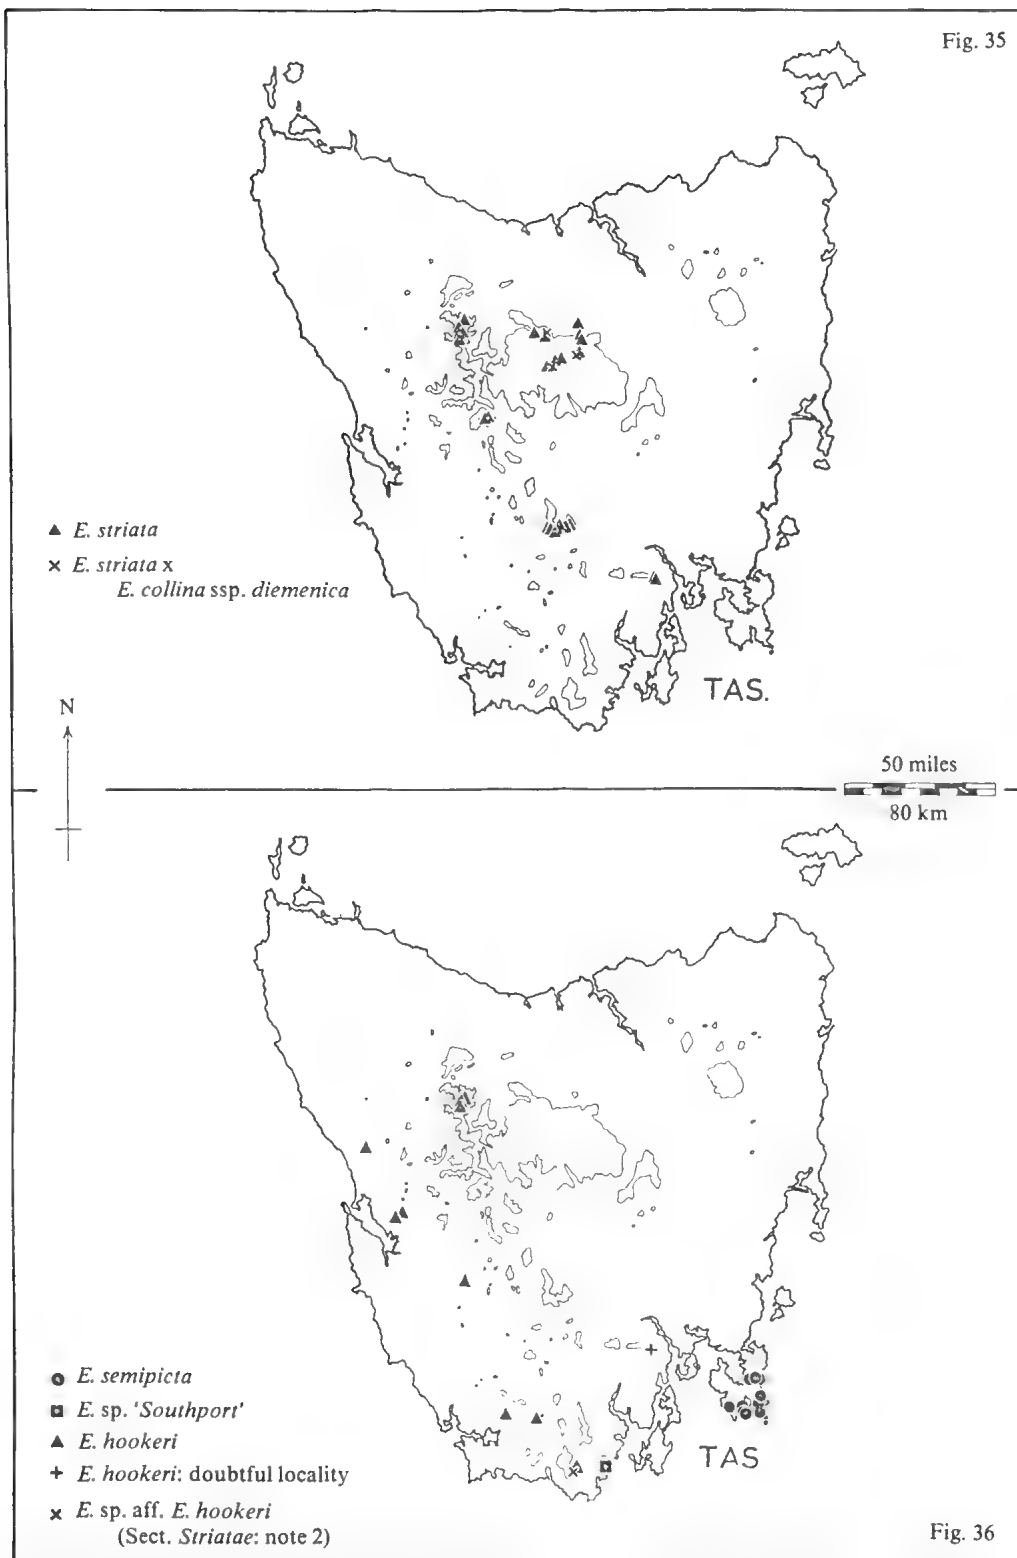 Fig. 35
▲ E. striata
× E. striata x
E. collina ssp. diemenica
TAS.
N
50 miles
80 km
E. semipicta
E. sp. 'Southport'
▲ E. hookeri
+ E. hookeri: doubtful locality
× E. sp. aff. E. hookeri
(Sect. Striatae: note 2)
TAS
Fig. 36